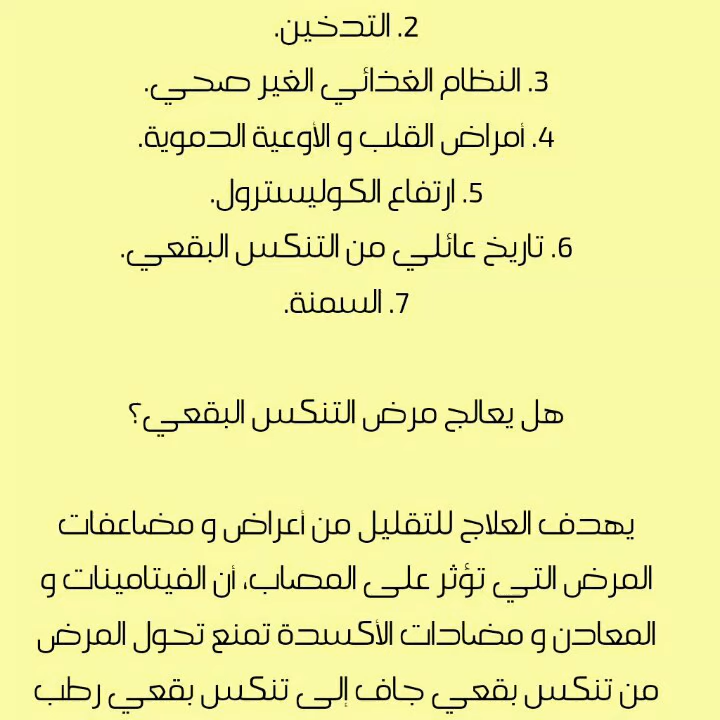 2. التدخين.
3. النظام الغذائي الغير صحي.
4. أمراض القلب و الأوعية الدموية.
5. ارتفاع الكوليسترول.
6. تاريخ عائلي من التنكس البقعي.
7. السمنة.
هل يعالج مرض التنكس البقعي؟
يهدف العلاج للتقليل من أعراض و مضاعفات
المرض التي تؤثر على المصاب، أن الفيتامينات و
المعادن و مضادات الأكسدة تمنع تحول المرض
من تنكس بقعي جاف إلى تنكس بقعي رطب